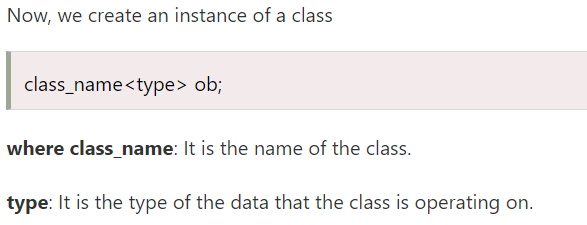 Now, we create an instance of a class
class_name<type> ob;
where class_name: It is the name of the class.
type: It is the type of the data that the class is operating on.